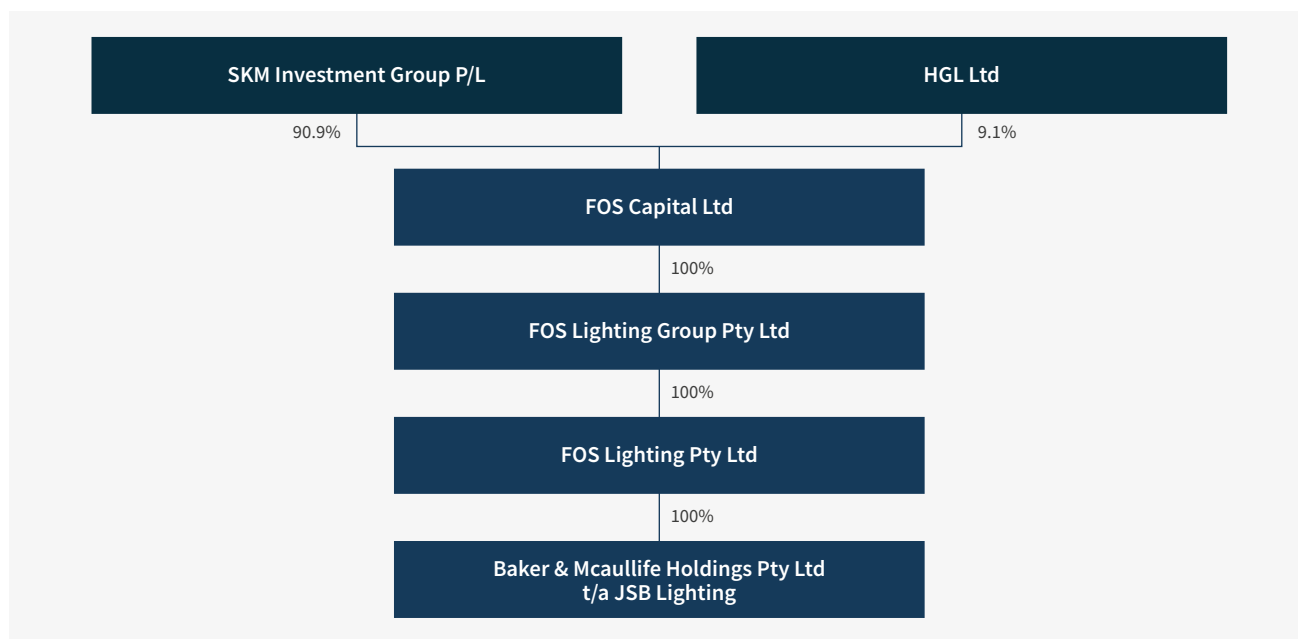 SKM Investment Group P/L
HGL Ltd
90.9%
9.1%
FOS Capital Ltd
100%
FOS Lighting Group Pty Ltd
100%
FOS Lighting Pty Ltd
100%
Baker & Mcaullife Holdings Pty Ltd
t/a JSB Lighting